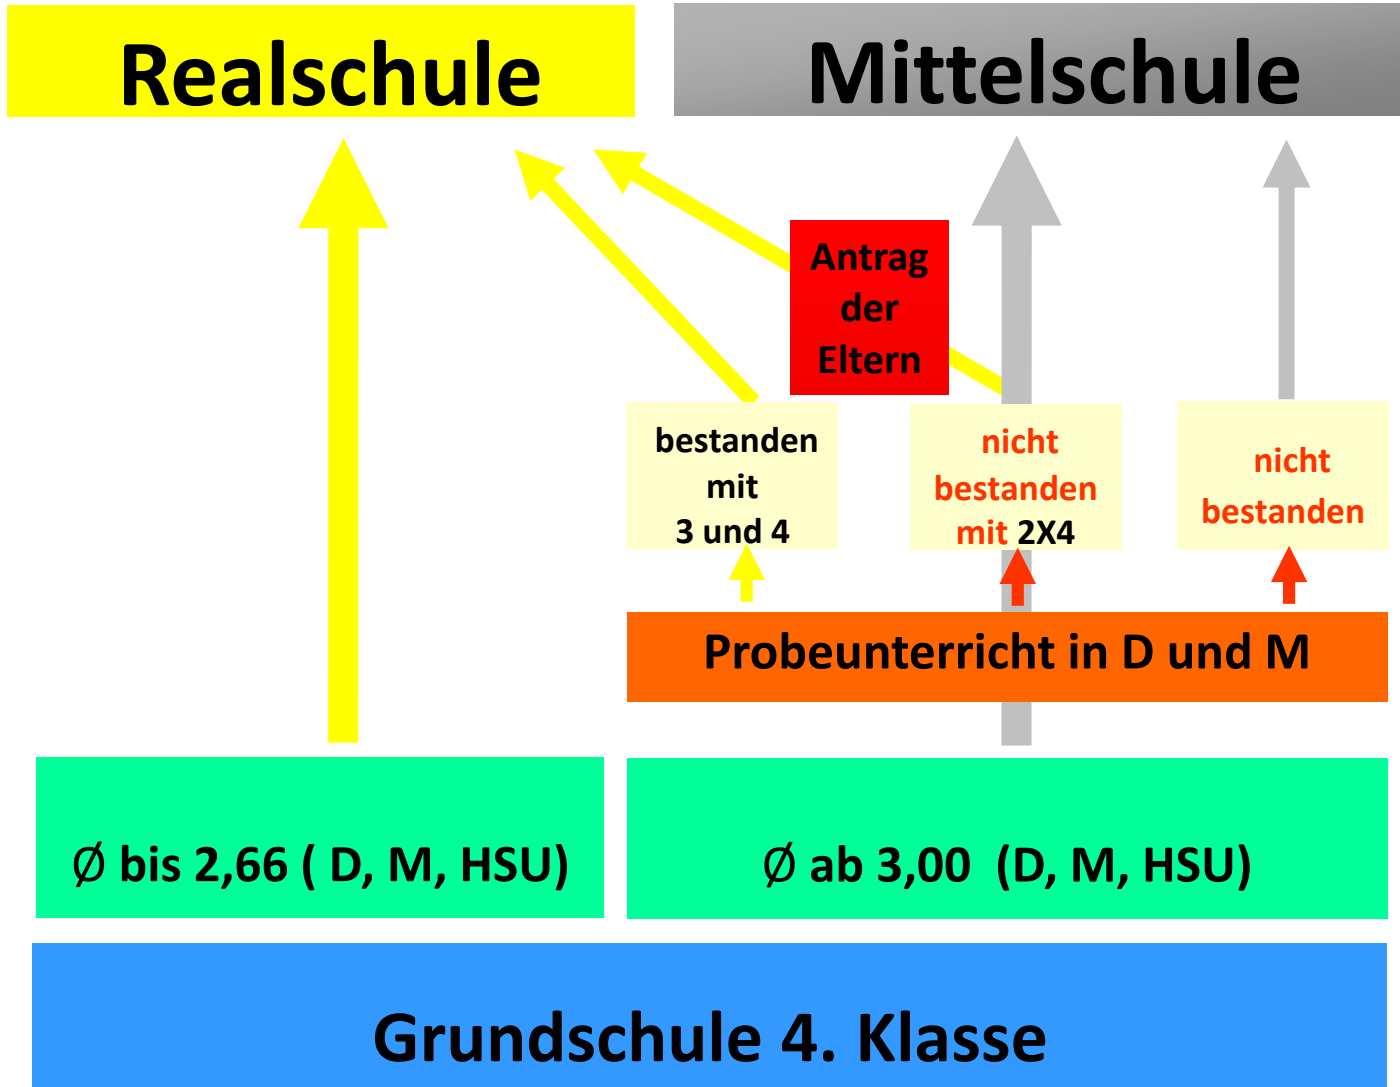 Realschule
Mittelschule
Antrag
der
Eltern
bestanden
mit
3 und 4
nicht
bestanden
mit 2X4
nicht
bestanden
Probeunterricht in D und M
Ø bis 2,66 ( D, M, HSU)
Ø ab 3,00 (D, M, HSU)
Grundschule 4. Klasse